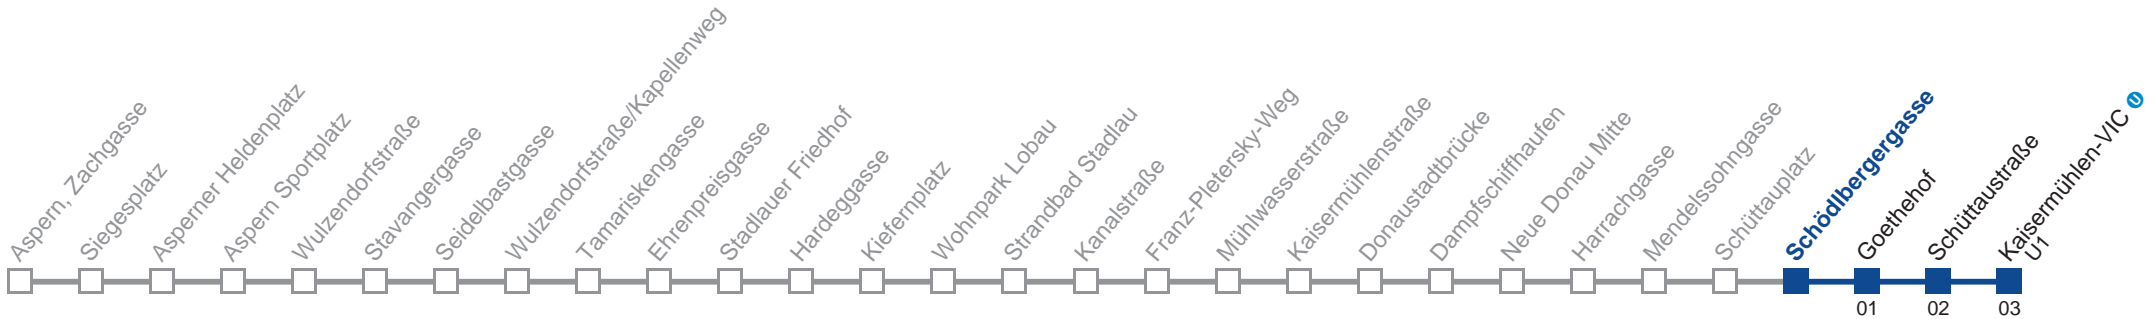 Aspern, Zachgasse
Siegesplatz
Asperner Heldenplatz
Aspern Sportplatz
Wulzendorfstraße
Stavangergasse
Seidelbastgasse
Wulzendorfstraße/Kapellenweg
Tamariskengasse
Ehrenpreisgasse
Stadlauer Friedhof
Hardeggasse
Kiefernplatz
Wohnpark Lobau
Strandbad Stadlau
Kanalstraße
Franz-Pletersky-Weg
Mühlwasserstraße
Kaisermühlenstraße
Donaustadtbrücke
Dampfschiffhaufen
Neue Donau Mitte
Harrachgasse
Mendelssohngasse
Schüttauplatz
Schödlbergergasse
Goethehof
Schüttaustraße
Kaisermühlen-VIC U
U1
01
02
03